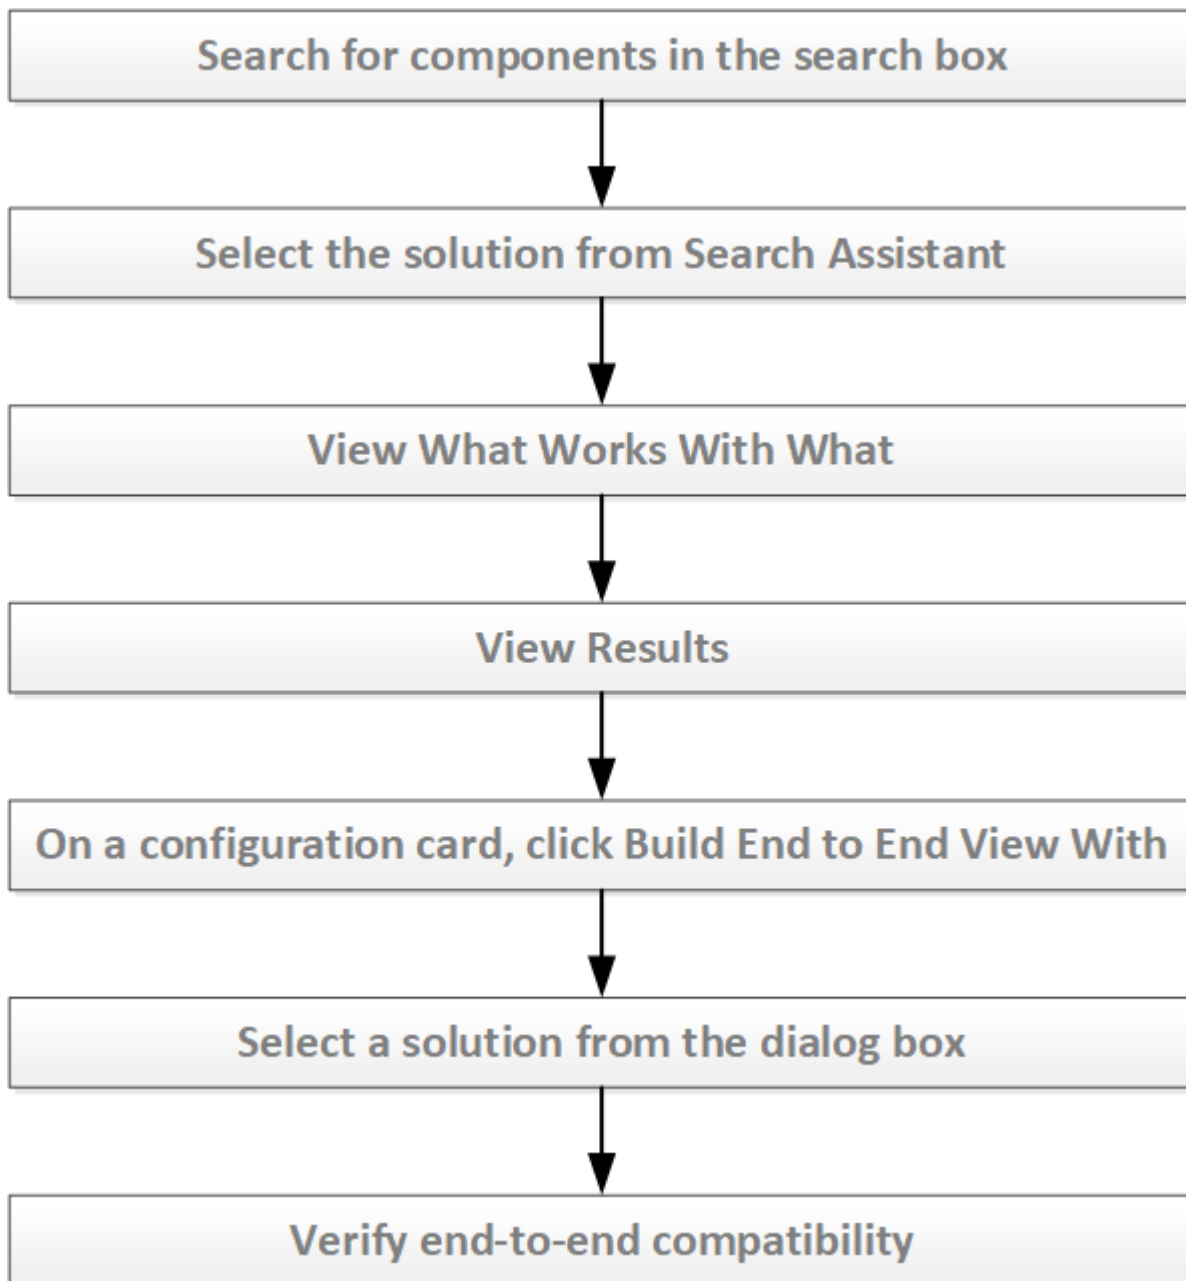 Search for components in the search box
Select the solution from Search Assistant
View What Works With What
View Results
On a configuration card, click Build End to End View With
Select a solution from the dialog box
Verify end-to-end compatibility